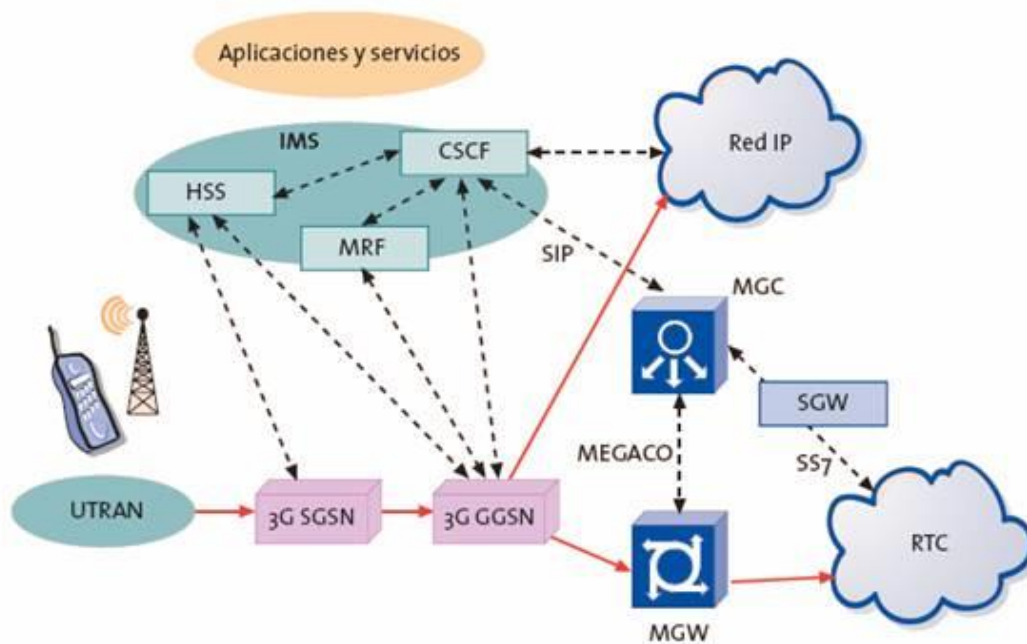 Aplicaciones y servicios
IMS
CSCF
Red IP
HSS
MRF
SIP
MGC
SGW
MEGACO
SS7
UTRAN
3G SGSN
3G GGSN
RTC
MGW